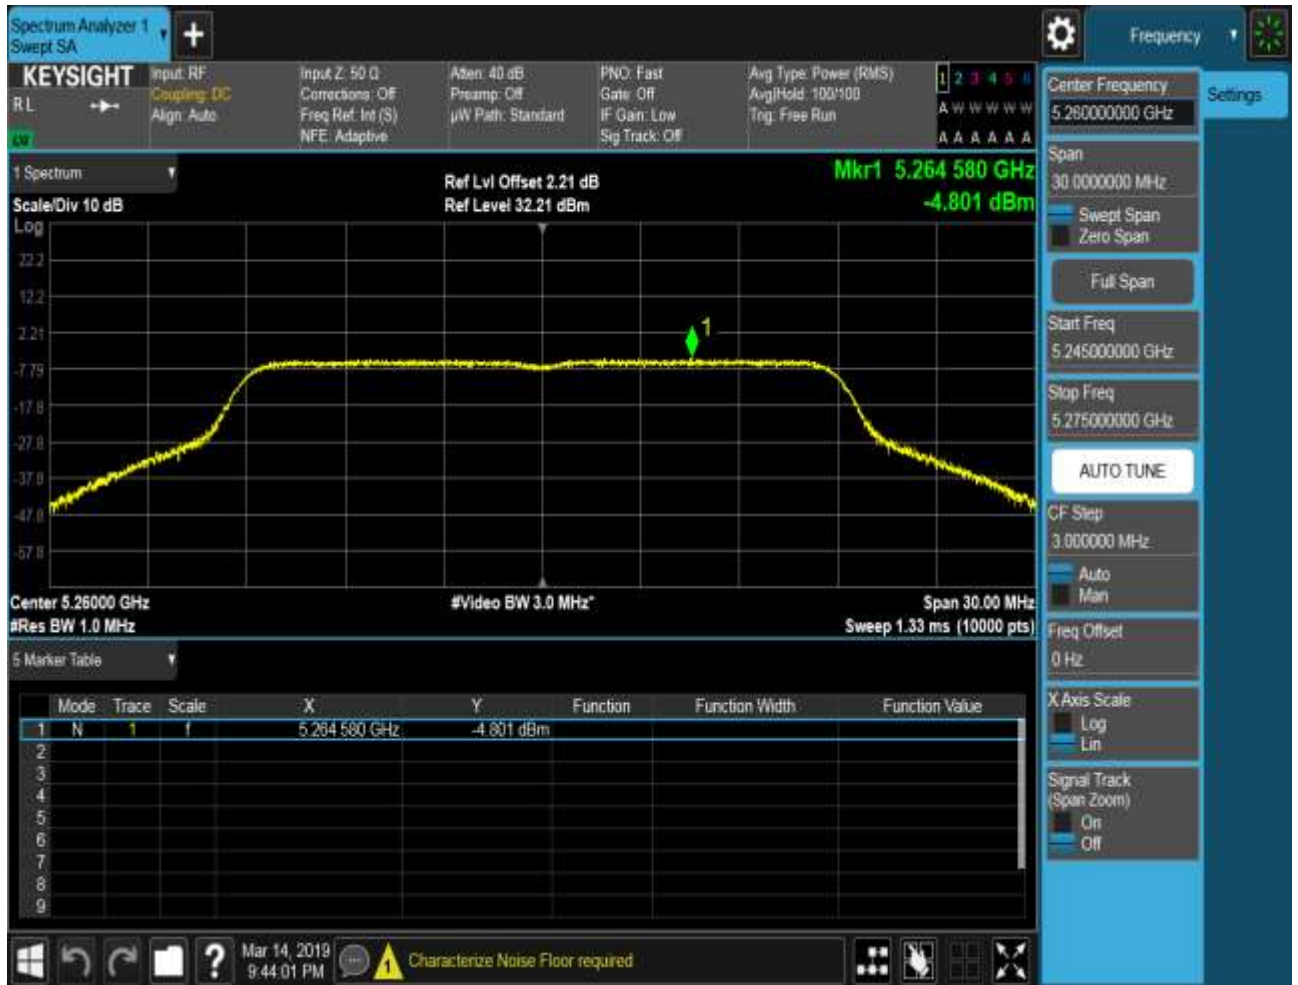 Spectrum Analyzer 1
Swept SA
+
Frequency
KEYSIGHT
RL
Input: RF
Coupling: DC
Align: Auto
Input Z: 50 Ω
Corrections: Off
Freq Ref: Int (S)
NFE: Adaptive
Atten: 40 dB
Preamp: Off
µW Path: Standard
PNO: Fast
Gate: Off
IF Gain: Low
Sig Track: Off
Avg Type: Power (RMS)
Avg|Hold: 100/100
Trig: Free Run
1 2 3 4 5 6
A W W W W W
A A A A A A
1 Spectrum
Scale/Div 10 dB
Ref Lvl Offset 2.21 dB
Ref Level 32.21 dBm
Mkr1 5.264 580 GHz
-4.801 dBm
Log
22.2
12.2
2.21
-7.79
-17.8
-27.8
-37.8
-47.8
-57.8
1
Center 5.26000 GHz
#Res BW 1.0 MHz
#Video BW 3.0 MHz*
Span 30.00 MHz
Sweep 1.33 ms (10000 pts)
5 Marker Table
Mode Trace Scale X Y Function Function Width Function Value
1 N 1 f 5.264 580 GHz -4.801 dBm
2
3
4
5
6
7
8
9
Mar 14, 2019
9:44:01 PM
Characterize Noise Floor required
Center Frequency
5.260000000 GHz
Settings
Span
30.0000000 MHz
Swept Span
Zero Span
Full Span
Start Freq
5.245000000 GHz
Stop Freq
5.275000000 GHz
AUTO TUNE
CF Step
3.000000 MHz
Auto
Man
Freq Offset
0 Hz
X Axis Scale
Log
Lin
Signal Track
(Span Zoom)
On
Off